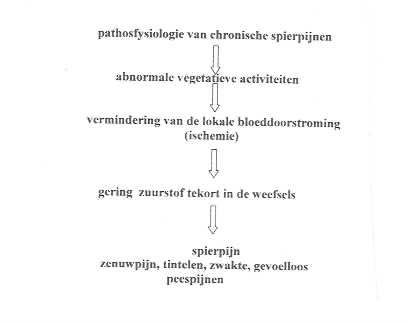 pathosfysiologie van chronische spierpijnen
abnormale vegetatieve activiteiten
vermindering van de lokale bloeddoorstroming
(ischemie)
gering zuurstof tekort in de weefsels
spierpijn
zenuwpijn, tintelen, zwakte, gevoelloos
peespijnen